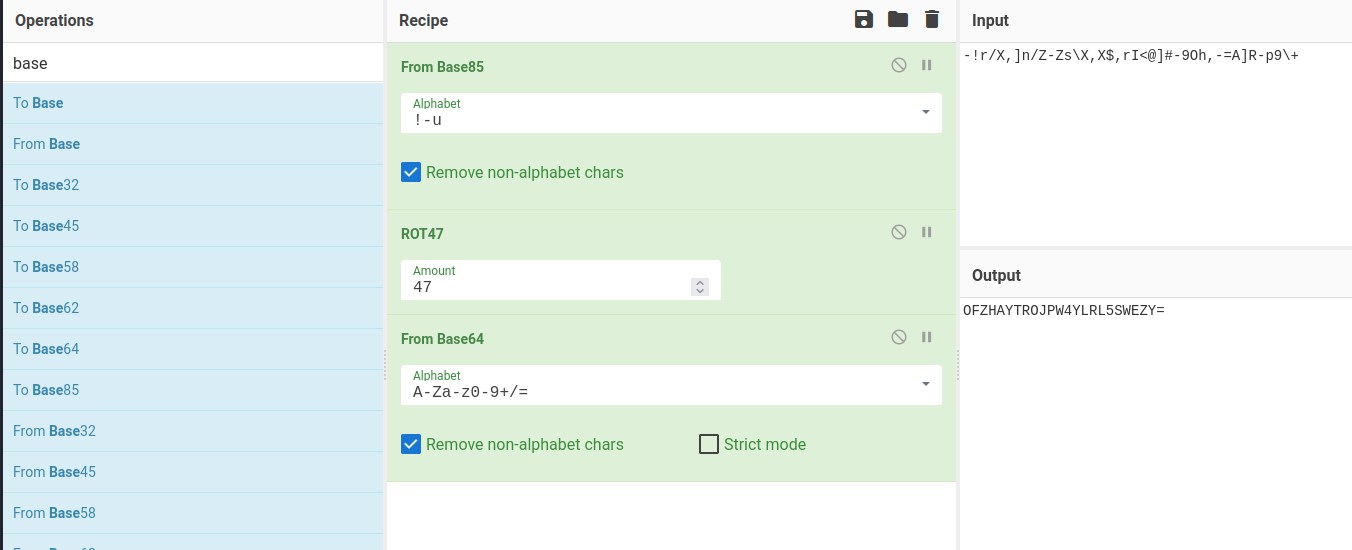 Operations
base
To Base
From Base
To Base32
To Base45
To Base58
To Base62
To Base64
To Base85
From Base32
From Base45
From Base58
Recipe
From Base85
Alphabet
!-u
Remove non-alphabet chars
ROT47
Amount
47
From Base64
Alphabet
A-Za-z0-9+/=
Remove non-alphabet chars Strict mode
Input
-!r/X,]n/Z-Zs\X,X$,rI<@]#-9Oh,-=A]R-p9\+
Output
OFZHAYTROJPW4YLRL5SWEZY=